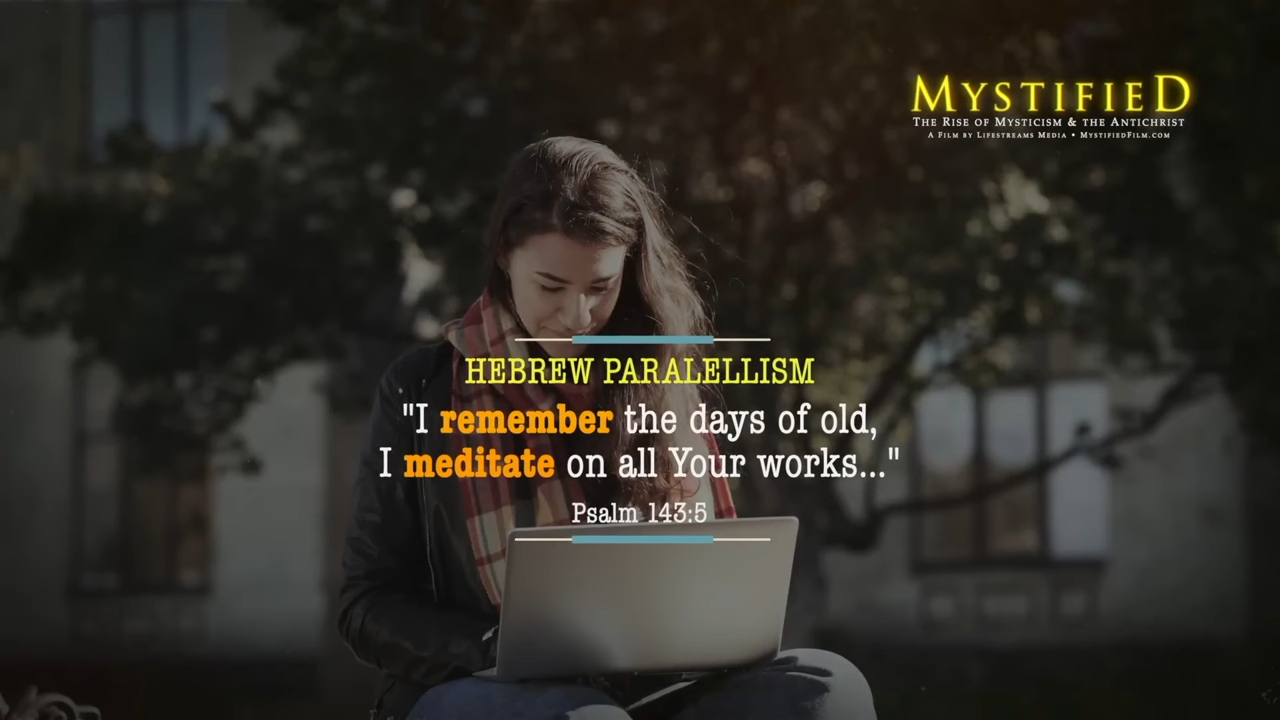 MYSTIFIED
THE RISE OF MYSTICISM & THE ANTICHRIST
A FILM BY LIFESTREAMS MEDIA • MYSTIFIEDFILM.COM
HEBREW PARALELLISM
"I remember the days of old,
I meditate on all Your works..."
Psalm 143:5